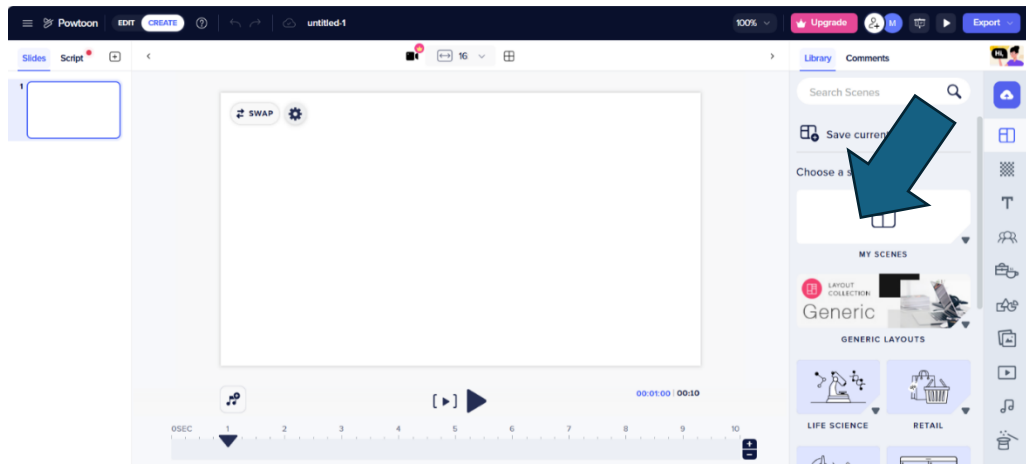 Powtoon EDIT CREATE ? untitled-1 100% Upgrade M Export
Slides Script 16 Library Comments HI,
1
SWAP
Search Scenes
Save curren
Choose a s
T
MY SCENES
LAYOUT
COLLECTION
Generic
GENERIC LAYOUTS
00:01:00 00:10
LIFE SCIENCE RETAIL
0SEC 1 2 3 4 5 6 7 8 9 10